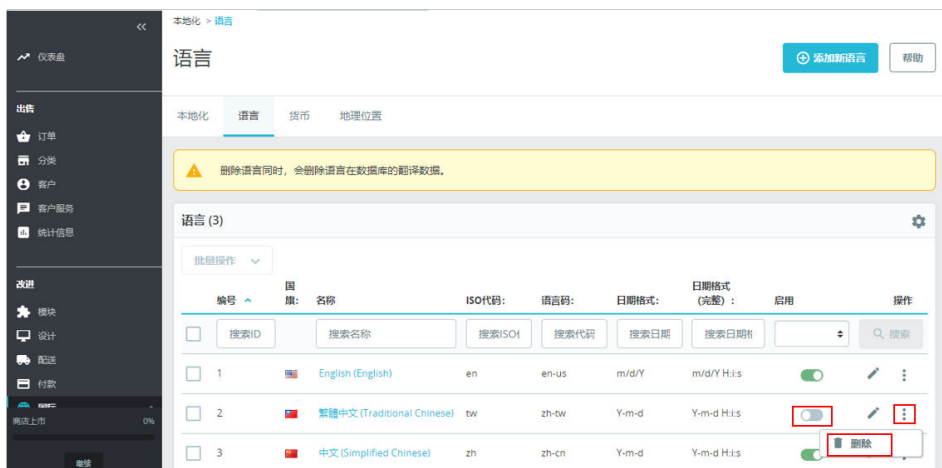 本地化 > 语言
语言
添加新语言
帮助
仪表盘
出售
订单
分类
客户
客户服务
统计信息
改进
模块
设计
配送
付款
国际
商店上市 0%
继续
本地化 语言 货币 地理位置
删除语言同时，会删除语言在数据库的翻译数据。
语言 (3)
批量操作
编号 国旗: 名称 ISO代码: 语言码: 日期格式: 日期格式 (完整) : 启用 操作
搜索ID 搜索名称 搜索ISO 搜索代码 搜索日期 搜索日期 搜索
1 English (English) en en-us m/d/Y m/d/Y H:i:s
2 繁體中文 (Traditional Chinese) tw zh-tw Y-m-d Y-m-d H:i:s
删除
3 中文 (Simplified Chinese) zh zh-cn Y-m-d Y-m-d H:i:s